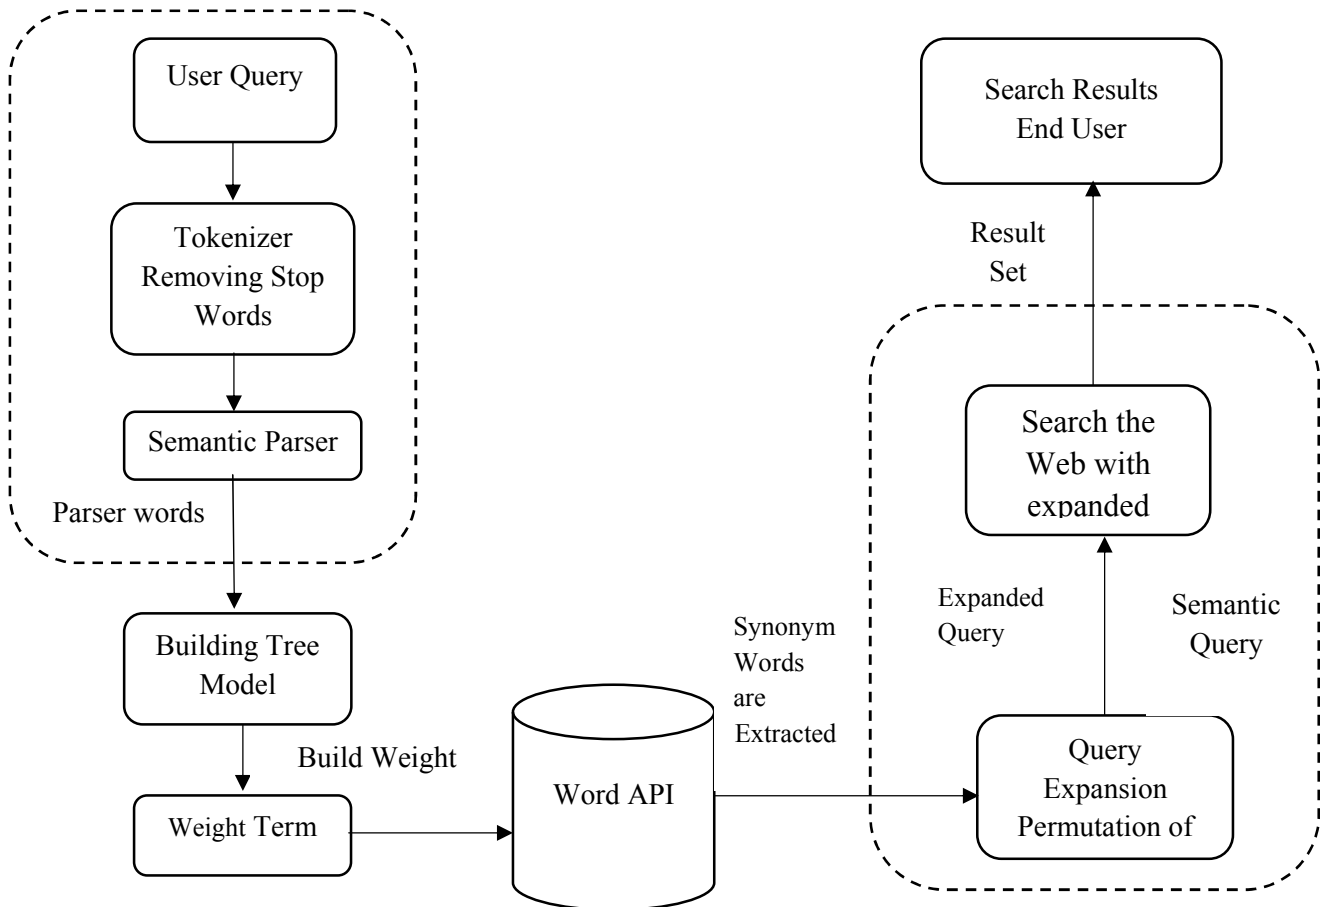 User Query
Tokenizer
Removing Stop
Words
Semantic Parser
Parser words
Building Tree
Model
Build Weight
Weight Term
Word API
Synonym
Words
are
Extracted
Query
Expansion
Permutation of
Expanded
Query
Semantic
Query
Search the
Web with
expanded
Result
Set
Search Results
End User